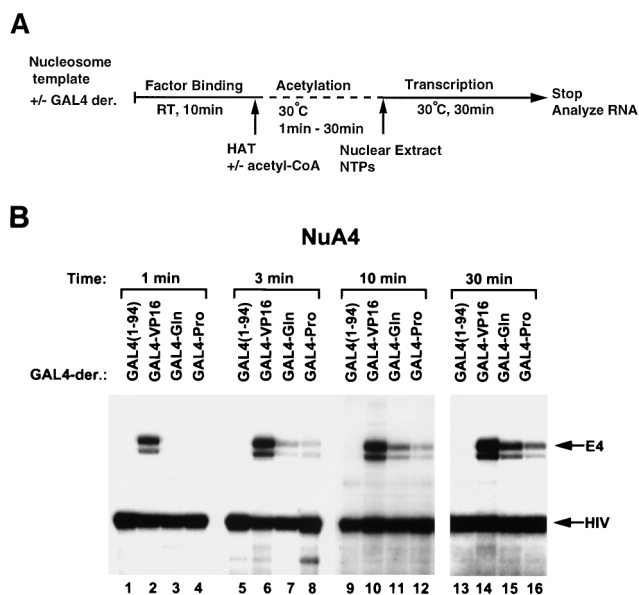 A
Nucleosome
template
+/- GAL4 der.
Factor Binding
RT, 10min
Acetylation
30°C
1min - 30min
Transcription
30°C, 30min
Stop
Analyze RNA
HAT
+/- acetyl-CoA
Nuclear Extract
NTPs
B
NuA4
Time: 1 min 3 min 10 min 30 min
GAL4-der.: GAL4(1-94) GAL4-VP16 GAL4-Gln GAL4-Pro GAL4(1-94) GAL4-VP16 GAL4-Gln GAL4-Pro GAL4(1-94) GAL4-VP16 GAL4-Gln GAL4-Pro GAL4(1-94) GAL4-VP16 GAL4-Gln GAL4-Pro
E4
HIV
1 2 3 4 5 6 7 8 9 10 11 12 13 14 15 16